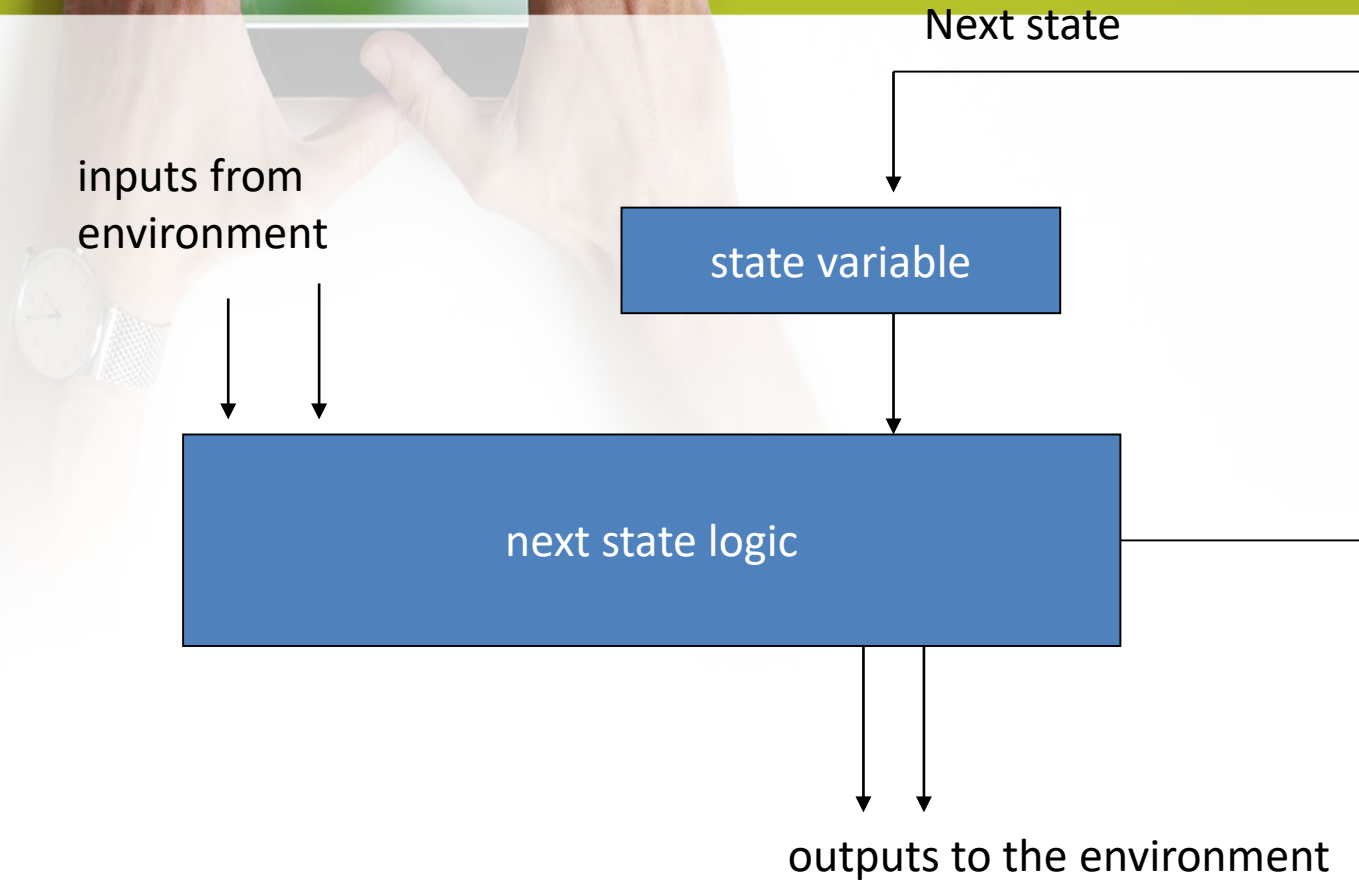 Next state
inputs from
environment
state variable
next state logic
outputs to the environment